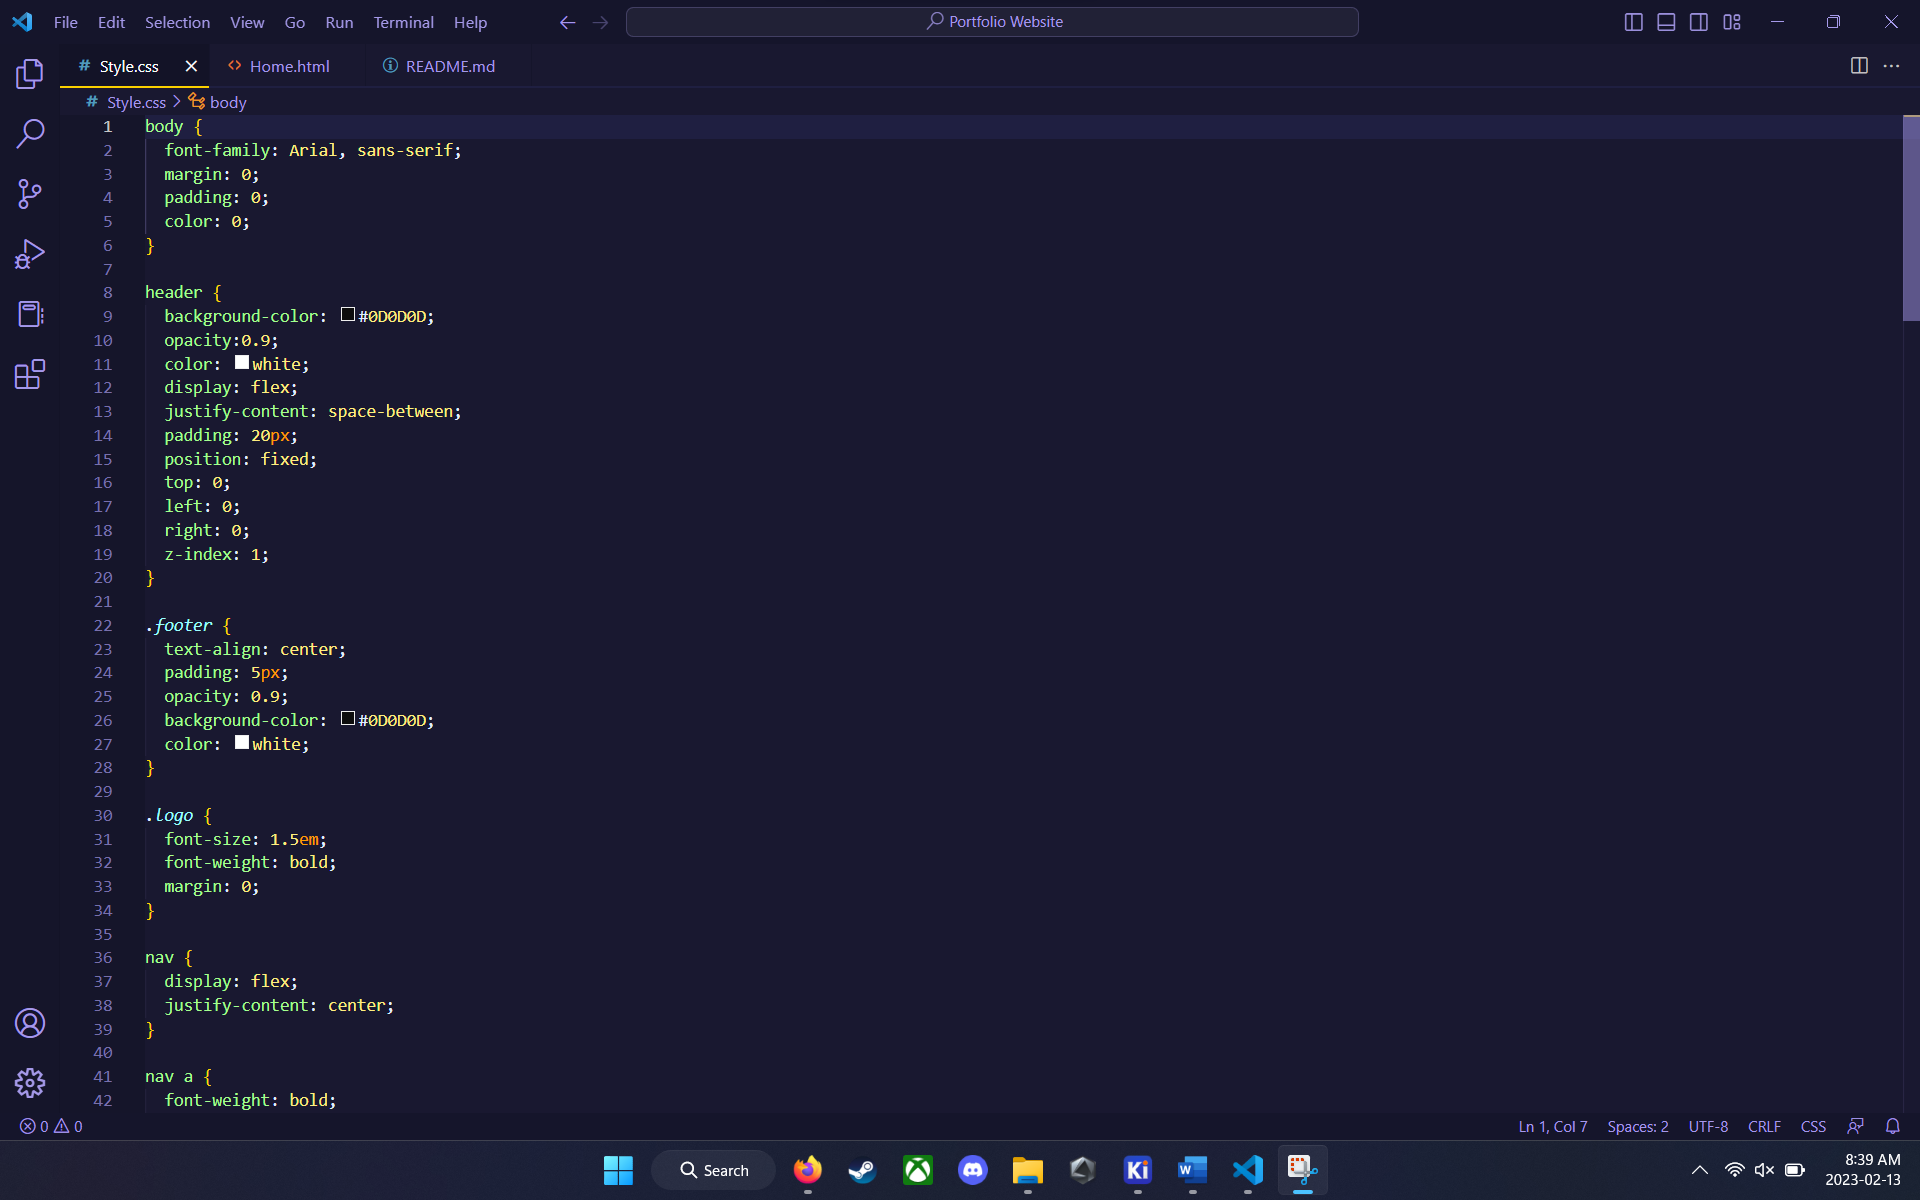 File Edit Selection View Go Run Terminal Help
Portfolio Website
# Style.css
<> Home.html
README.md
# Style.css > body
1 body {
2 font-family: Arial, sans-serif;
3 margin: 0;
4 padding: 0;
5 color: 0;
6 }
7
8 header {
9 background-color: #0D0D0D;
10 opacity:0.9;
11 color: white;
12 display: flex;
13 justify-content: space-between;
14 padding: 20px;
15 position: fixed;
16 top: 0;
17 left: 0;
18 right: 0;
19 z-index: 1;
20 }
21
22 .footer {
23 text-align: center;
24 padding: 5px;
25 opacity: 0.9;
26 background-color: #0D0D0D;
27 color: white;
28 }
29
30 .logo {
31 font-size: 1.5em;
32 font-weight: bold;
33 margin: 0;
34 }
35
36 nav {
37 display: flex;
38 justify-content: center;
39 }
40
41 nav a {
42 font-weight: bold;
0 0
Ln 1, Col 7 Spaces: 2 UTF-8 CRLF CSS
Search
Ki
W
8:39 AM
2023-02-13